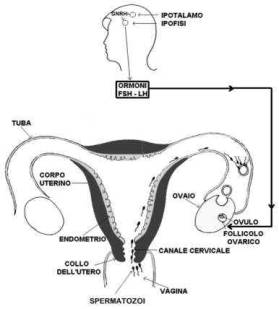 GNRH
IPOTALAMO
IPOFISI
ORMONI
FSH - LH
TUBA
CORPO
UTERINO
OVAIO
OVULO
FOLLICOLO
OVARICO
ENDOMETRIO
CANALE CERVICALE
COLLO
DELL'UTERO
VAGINA
SPERMATOZOI